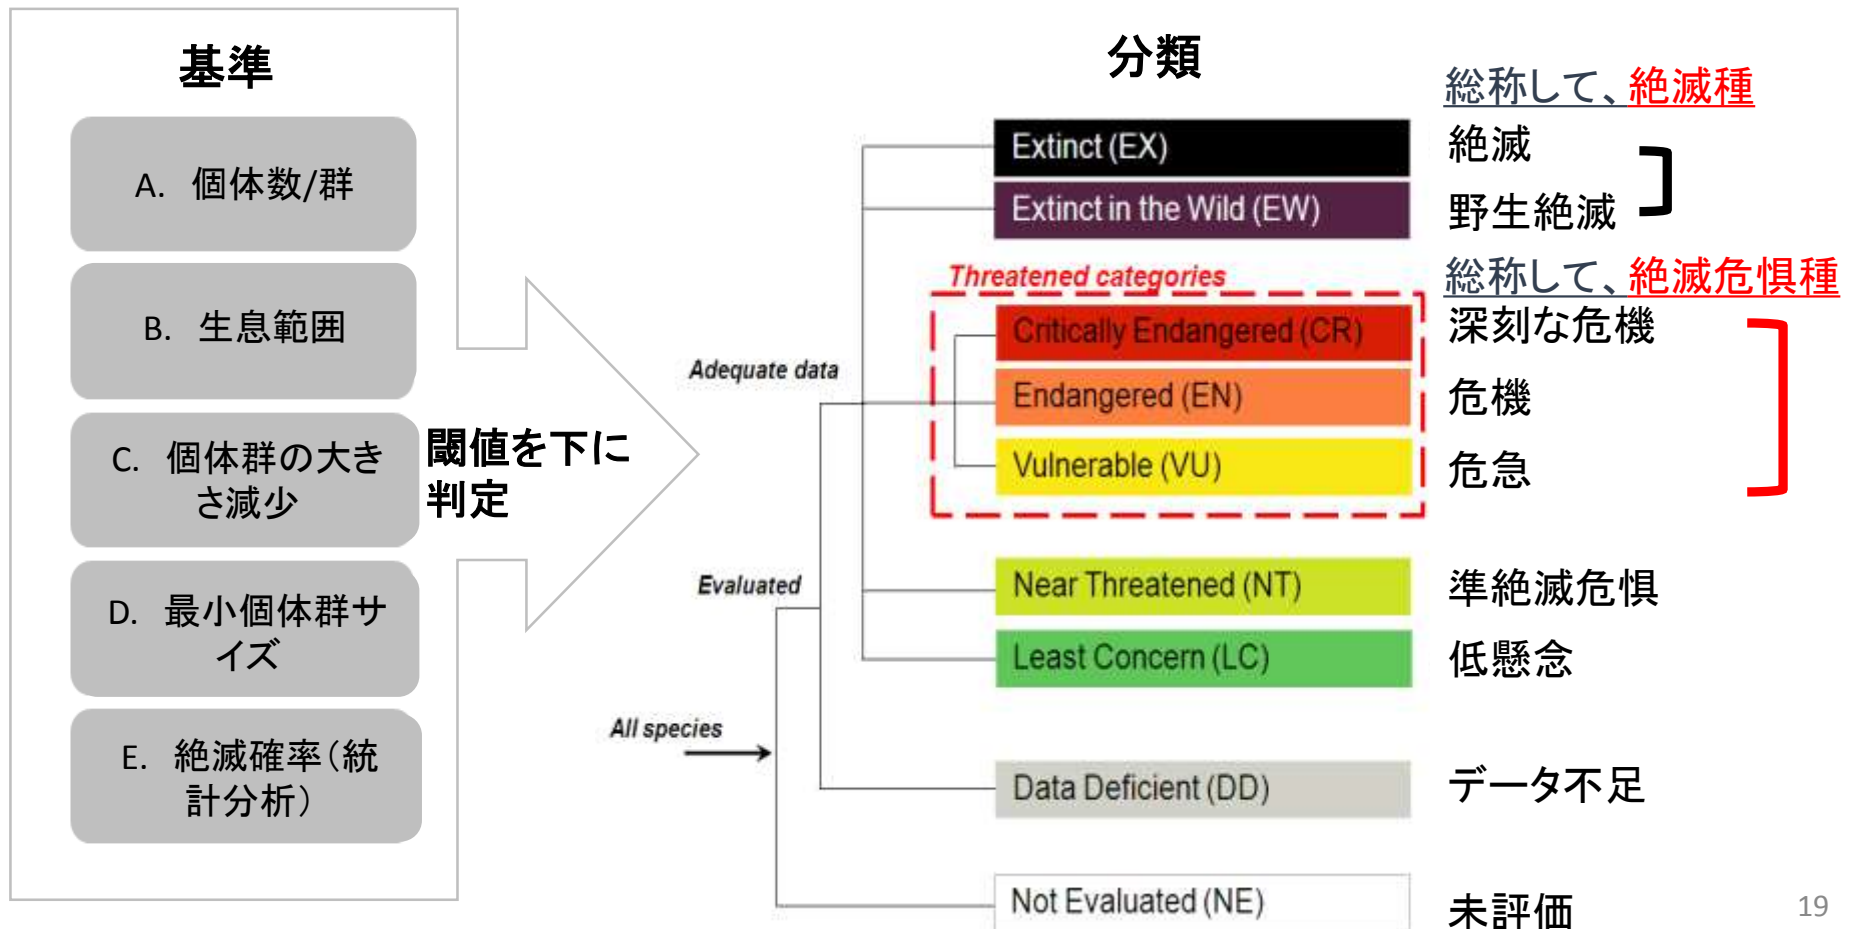 基準
A. 個体数/群
B. 生息範囲
C. 個体群の大き
さ減少
D. 最小個体群サ
イズ
E. 絶滅確率（統
計分析）
閾値を下に
判定
分類
総称して、絶滅種
Extinct (EX)
絶滅
Extinct in the Wild (EW)
野生絶滅
総称して、絶滅危惧種
Threatened categories
Critically Endangered (CR)
深刻な危機
Adequate data
Endangered (EN)
危機
Vulnerable (VU)
危急
Evaluated
Near Threatened (NT)
準絶滅危惧
Least Concern (LC)
低懸念
All species
Data Deficient (DD)
データ不足
Not Evaluated (NE)
未評価
19